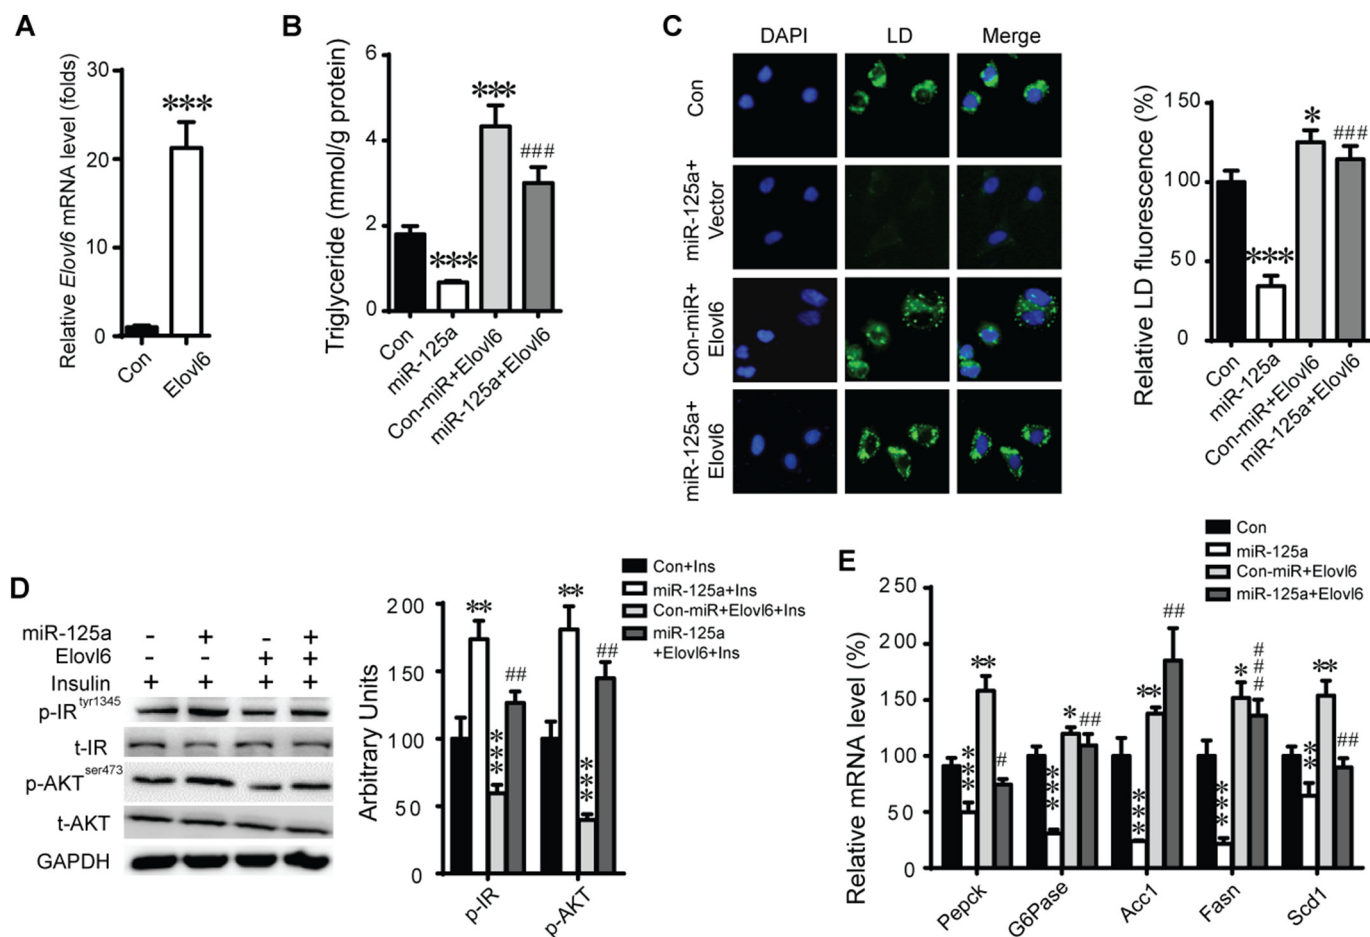 A
Relative Elovl6 mRNA level (folds)
30
20
10
0
***
Con
Elovl6
B
Triglyceride (mmol/g protein)
6
4
2
0
***
***
###
Con
miR-125a
Con-miR+Elovl6
miR-125a+Elovl6
C
DAPI
LD
Merge
Con
miR-125a+
Vector
Con-miR+
Elovl6
miR-125a+
Elovl6
Relative LD fluorescence (%)
150
100
50
0
***
*
###
Con
miR-125a
Con-miR+Elovl6
miR-125a+Elovl6
D
miR-125a - + - +
Elovl6 - - + +
Insulin + + + +
p-IR tyr1345
t-IR
p-AKT ser473
t-AKT
GAPDH
Arbitrary Units
200
150
100
50
0
**
***
##
**
***
##
p-IR
p-AKT
Con+Ins
miR-125a+Ins
Con-miR+Elovl6+Ins
miR-125a
+Elovl6+Ins
E
Con
miR-125a
Con-miR+Elovl6
miR-125a+Elovl6
Relative mRNA level (%)
250
200
150
100
50
0
***
**
#
***
*
##
***
**
##
***
*
###
**
**
##
Pepck
G6Pase
Acc1
Fasn
Scd1